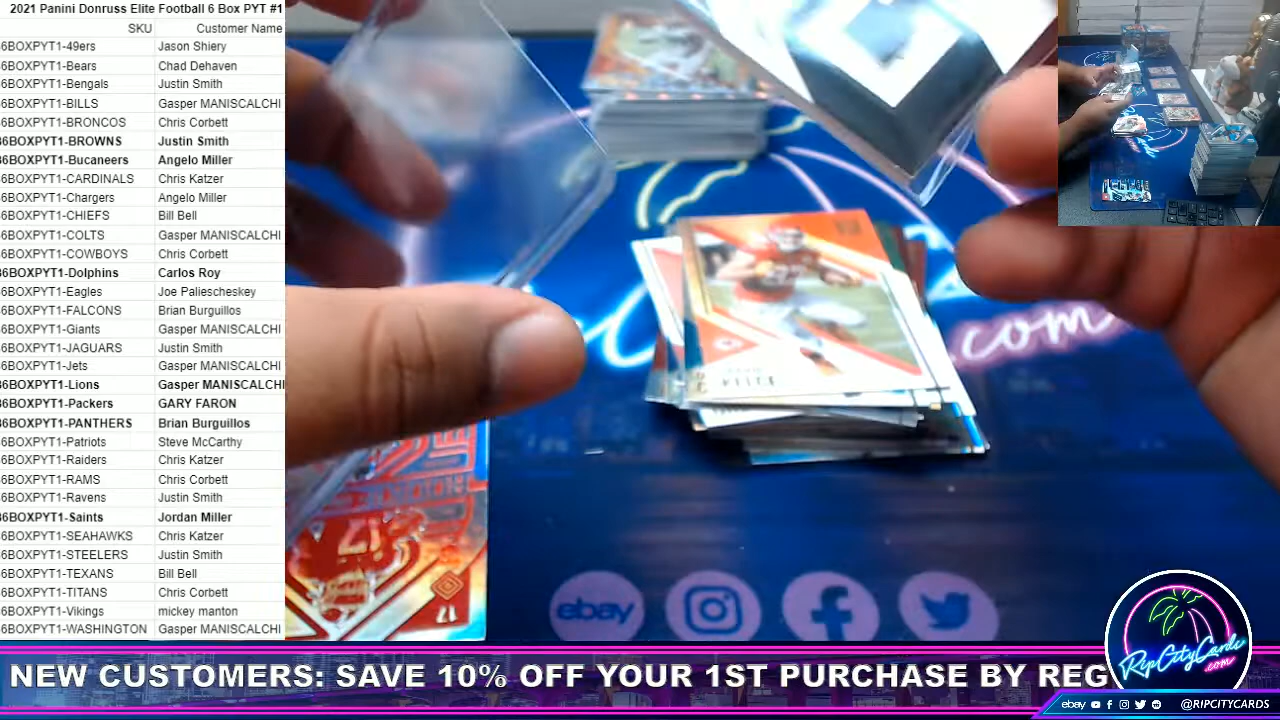 2021 Panini Donruss Elite Football 6 Box PYT #1
SKU Customer Name
6BOXPYT1-49ers Jason Shiery
6BOXPYT1-Bears Chad Dehaven
6BOXPYT1-Bengals Justin Smith
6BOXPYT1-BILLS Gasper MANISCALCHI
6BOXPYT1-BRONCOS Chris Corbett
6BOXPYT1-BROWNS Justin Smith
6BOXPYT1-Bucaneers Angelo Miller
6BOXPYT1-CARDINALS Chris Katzer
6BOXPYT1-Chargers Angelo Miller
6BOXPYT1-CHIEFS Bill Bell
6BOXPYT1-COLTS Gasper MANISCALCHI
6BOXPYT1-COWBOYS Chris Corbett
6BOXPYT1-Dolphins Carlos Roy
6BOXPYT1-Eagles Joe Paliescheskey
6BOXPYT1-FALCONS Brian Burguillos
6BOXPYT1-Giants Gasper MANISCALCHI
6BOXPYT1-JAGUARS Justin Smith
6BOXPYT1-Jets Gasper MANISCALCHI
6BOXPYT1-Lions Gasper MANISCALCHI
6BOXPYT1-Packers GARY FARON
6BOXPYT1-PANTHERS Brian Burguillos
6BOXPYT1-Patriots Steve McCarthy
6BOXPYT1-Raiders Chris Katzer
6BOXPYT1-RAMS Chris Corbett
6BOXPYT1-Ravens Justin Smith
6BOXPYT1-Saints Jordan Miller
6BOXPYT1-SEAHAWKS Chris Katzer
6BOXPYT1-STEELERS Justin Smith
6BOXPYT1-TEXANS Bill Bell
6BOXPYT1-TITANS Chris Corbett
6BOXPYT1-Vikings mickey manton
6BOXPYT1-WASHINGTON Gasper MANISCALCHI
.com
ELITE
17
17
ebay
NEW CUSTOMERS: SAVE 10% OFF YOUR 1ST PURCHASE BY REG
RipCityCards
.com
ebay @RIPCITYCARDS